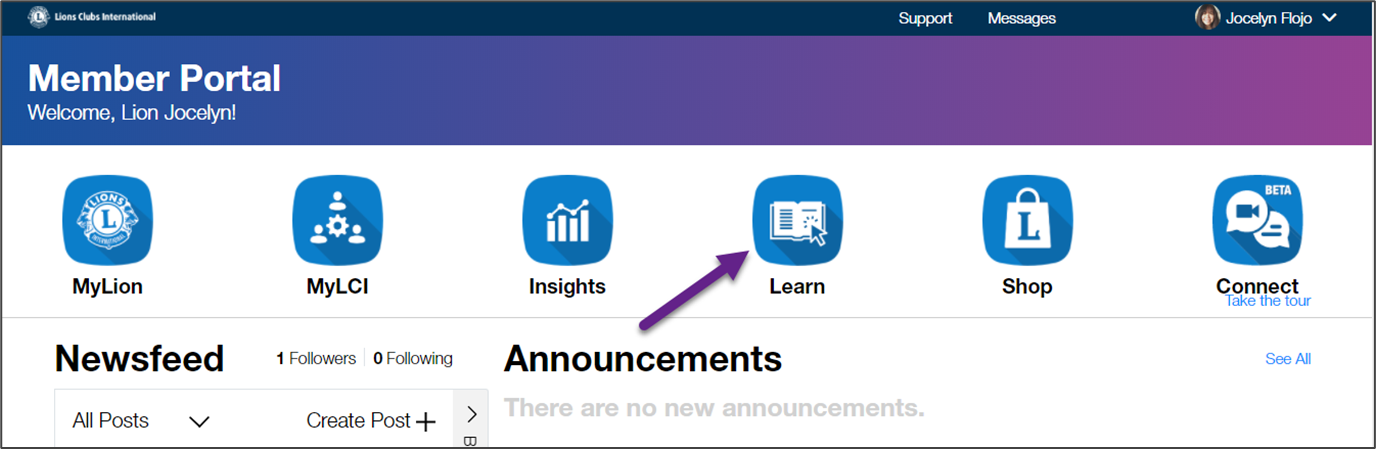 Lions Clubs International
Support Messages Jocelyn Flojo
Member Portal
Welcome, Lion Jocelyn!
LIONS
L
INTERNATIONAL
L
BETA
MyLion MyLCI Insights Learn Shop Connect
Take the tour
Newsfeed 1 Followers 0 Following Announcements See All
All Posts Create Post
There are no new announcements.
B